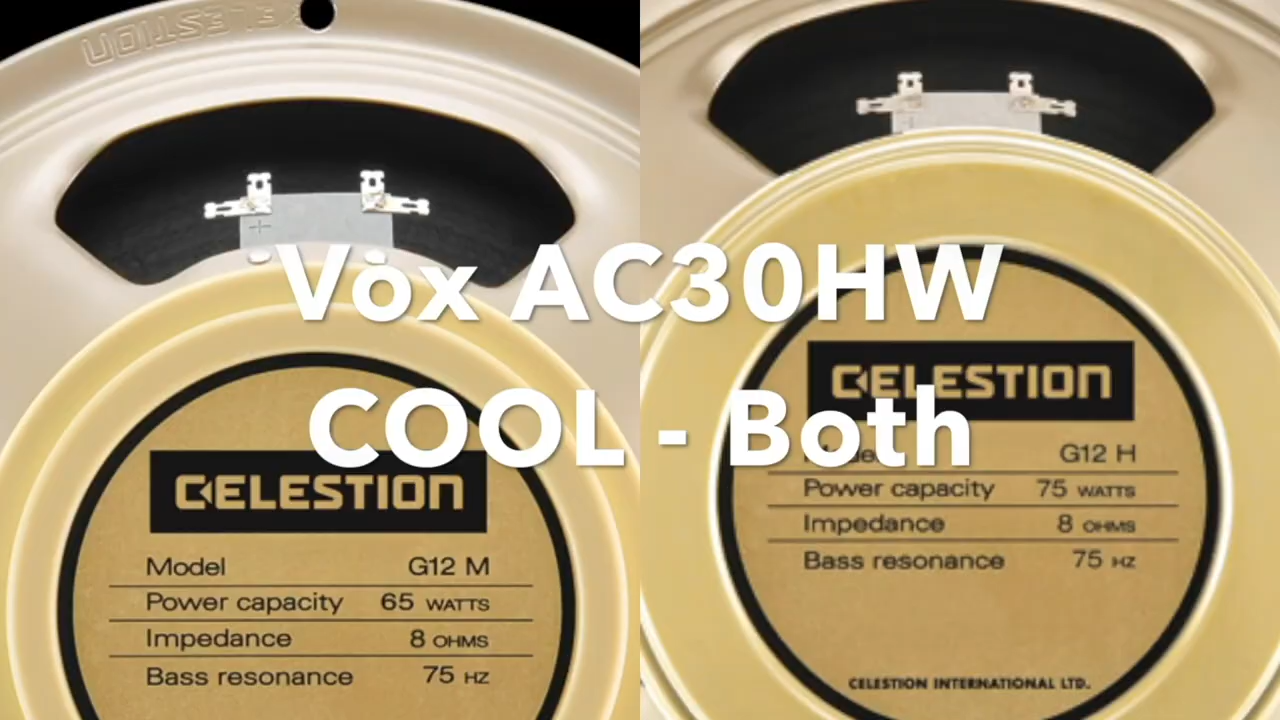 CELESTION
Vox AC30HW
COOL - Both
CELESTION
Model G12 M
Power capacity 65 WATTS
Impedance 8 OHMS
Bass resonance 75 HZ
CELESTION
G12 H
Power capacity 75 WATTS
Impedance 8 OHMS
Bass resonance 75 HZ
CELESTION INTERNATIONAL LTD.